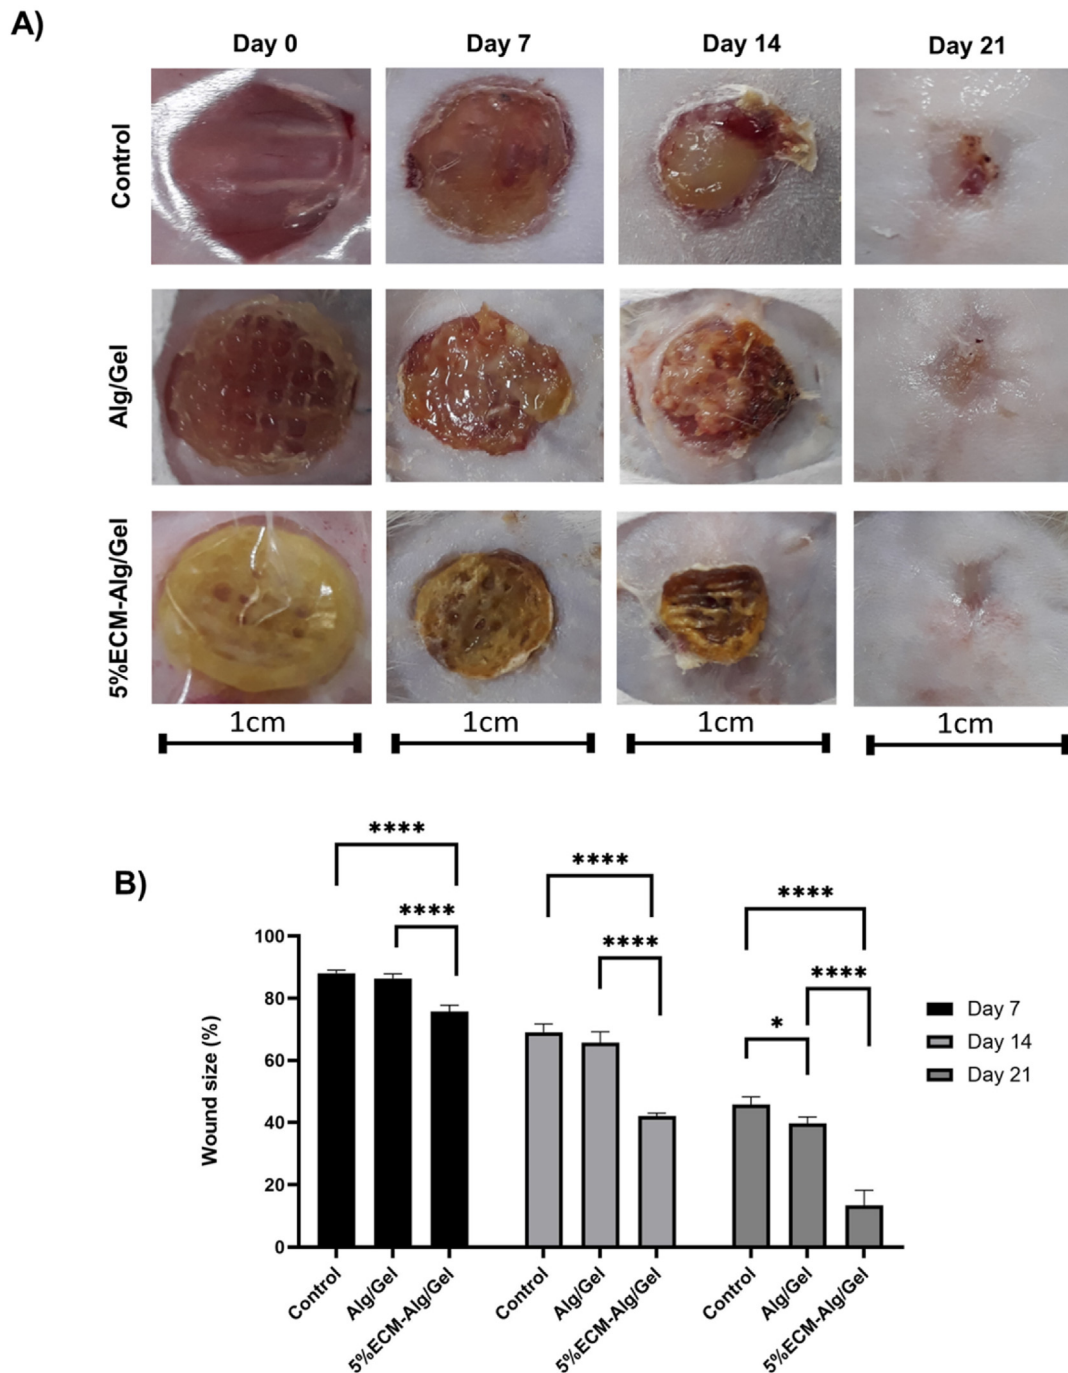 A)
Day 0 Day 7 Day 14 Day 21
Control
Alg/Gel
5%ECM-Alg/Gel
1cm 1cm 1cm 1cm
B)
**** **** ****
**** **** ****
*
Wound size (%)
100
80
60
40
20
0
Day 7
Day 14
Day 21
Control Alg/Gel 5%ECM-Alg/Gel Control Alg/Gel 5%ECM-Alg/Gel Control Alg/Gel 5%ECM-Alg/Gel